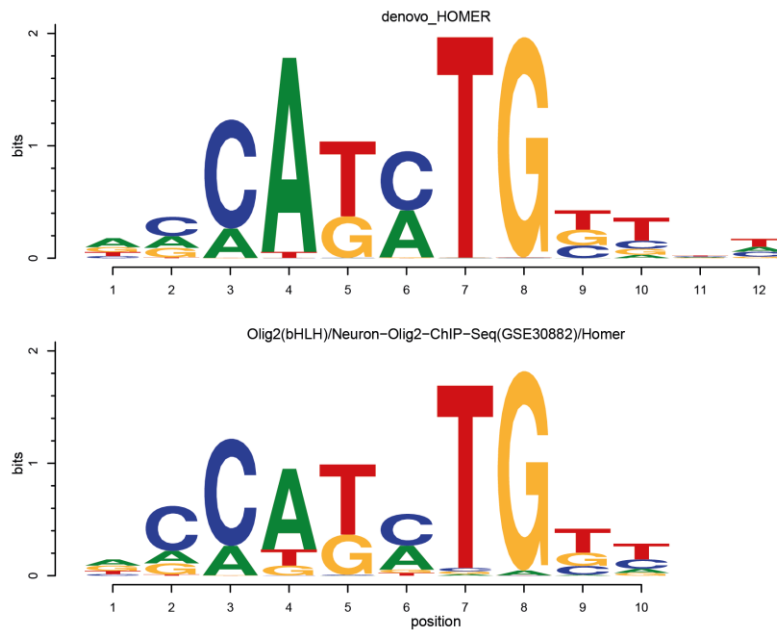 denovo_HOMER
2
1
0
bits
1 2 3 4 5 6 7 8 9 10 11 12
Olig2(bHLH)/Neuron−Olig2−ChIP−Seq(GSE30882)/Homer
2
1
0
bits
1 2 3 4 5 6 7 8 9 10
position